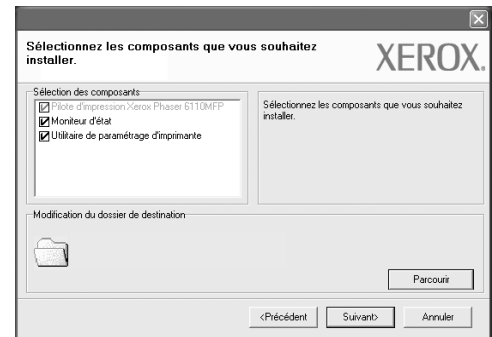 Sélectionnez les composants que vous souhaitez
installer.
XEROX.
Sélection des composants
Pilote d'impression Xerox Phaser 6110MFP
Moniteur d'état
Utilitaire de paramétrage d'imprimante
Sélectionnez les composants que vous souhaitez
installer.
Modification du dossier de destination
Parcourir
<Précédent
Suivant>
Annuler